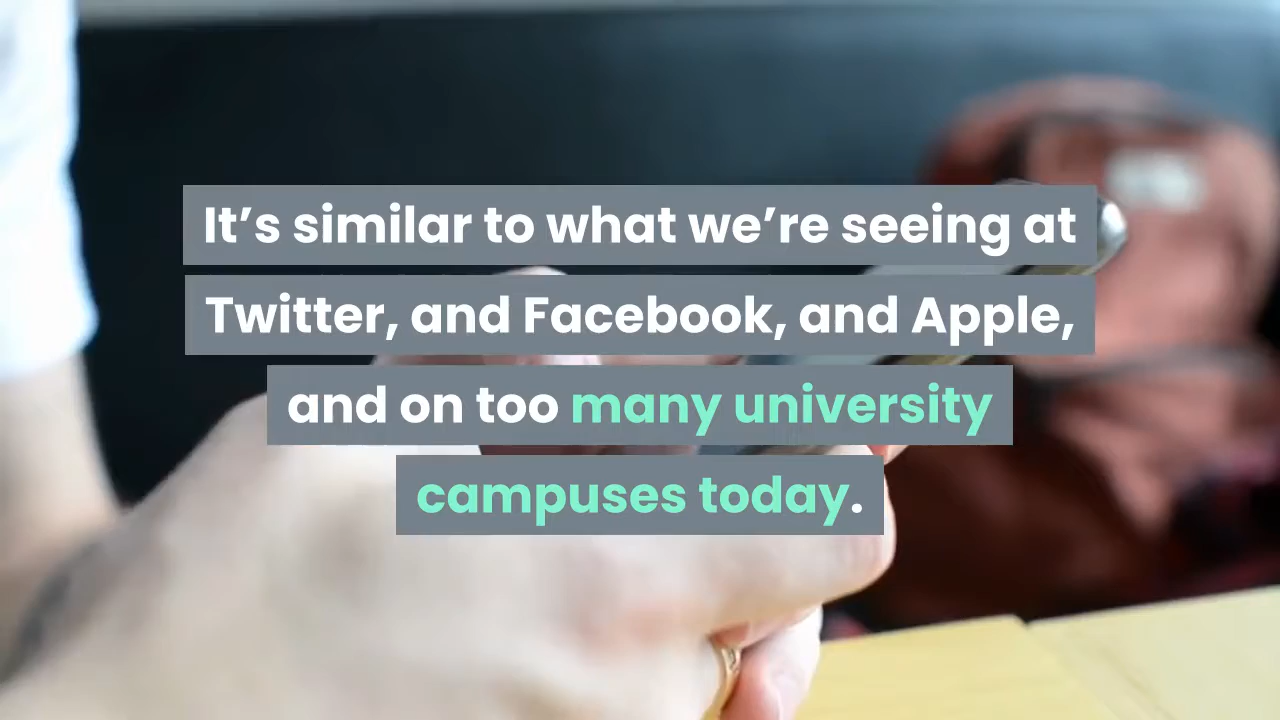 It’s similar to what we’re seeing at
Twitter, and Facebook, and Apple,
and on too many university
campuses today.